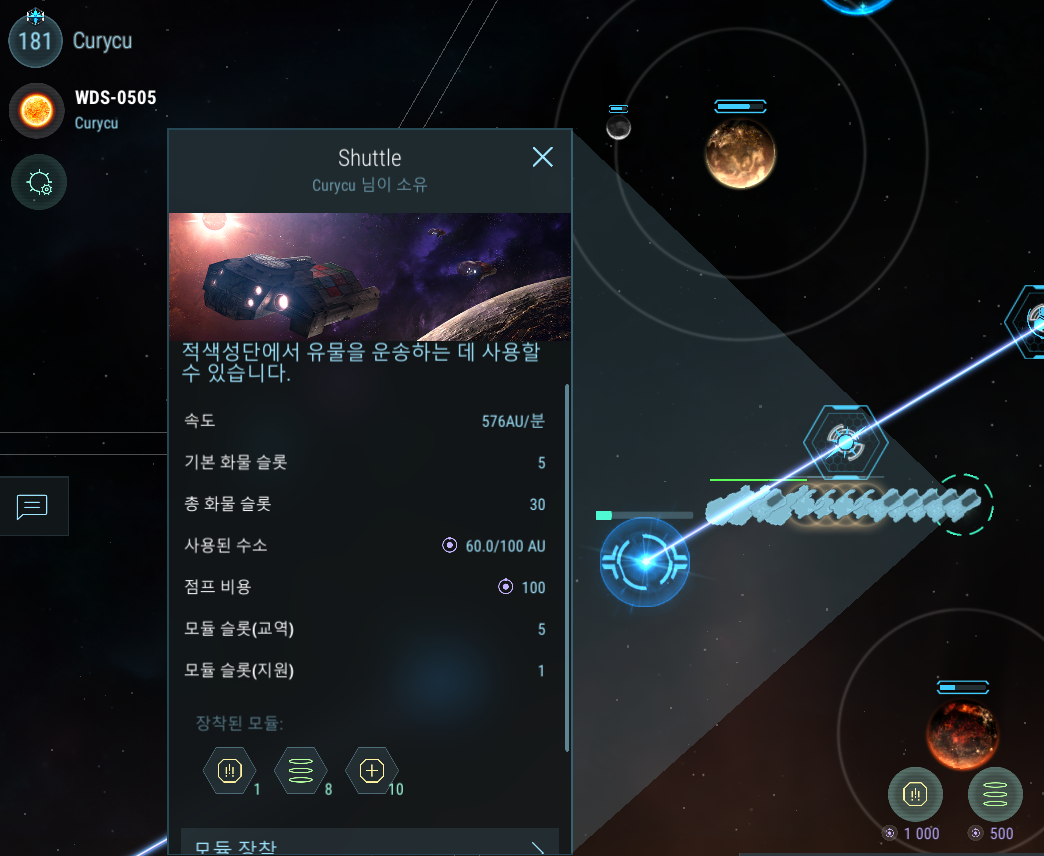 181 Curycu
WDS-0505
Curycu
Shuttle
Curycu 님이 소유
적색성단에서 유물을 운송하는 데 사용할
수 있습니다.
속도 576AU/분
기본 화물 슬롯 5
총 화물 슬롯 30
사용된 수소 60.0/100 AU
점프 비용 100
모듈 슬롯(교역) 5
모듈 슬롯(지원) 1
장착된 모듈:
1 8 10
모듈 장착
1 000 500